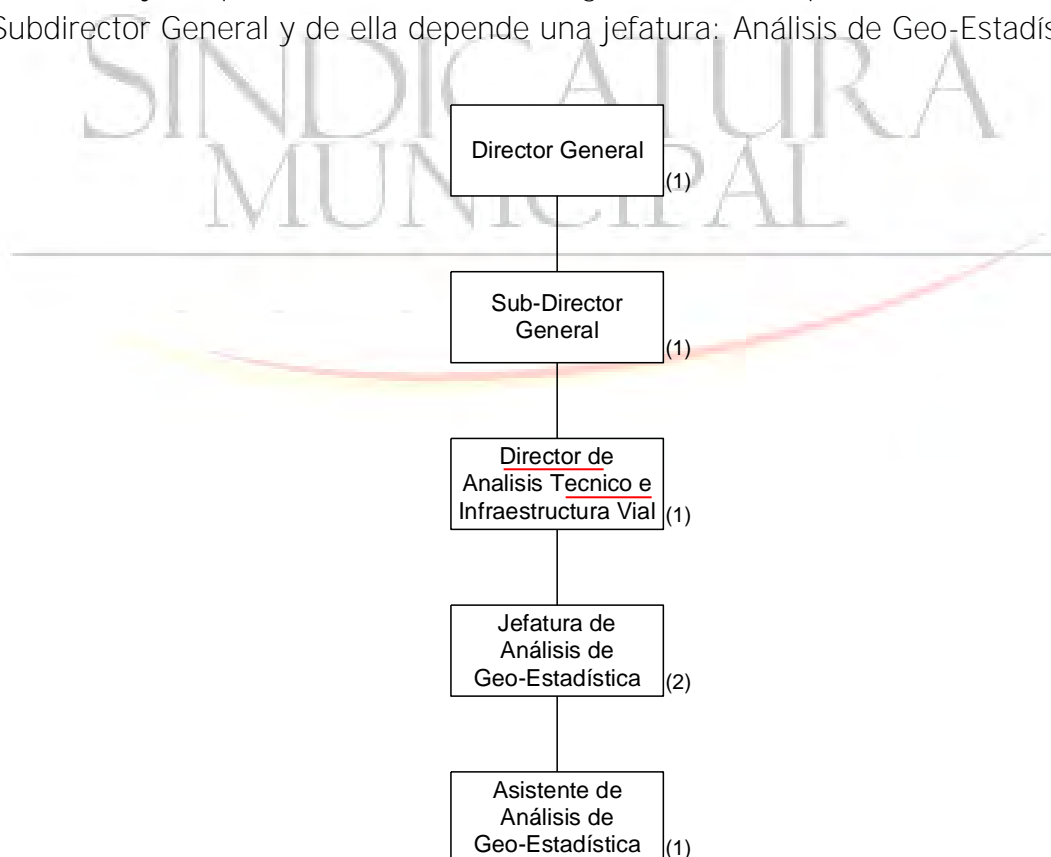 Subdirector General y de ella depende una jefatura: Análisis de Geo-Estadís
SINDICATURA
MUNICIPAL
Director General
(1)
Sub-Director
General
(1)
Director de
Analisis Tecnico e
Infraestructura Vial
(1)
Jefatura de
Análisis de
Geo-Estadística
(2)
Asistente de
Análisis de
Geo-Estadística
(1)